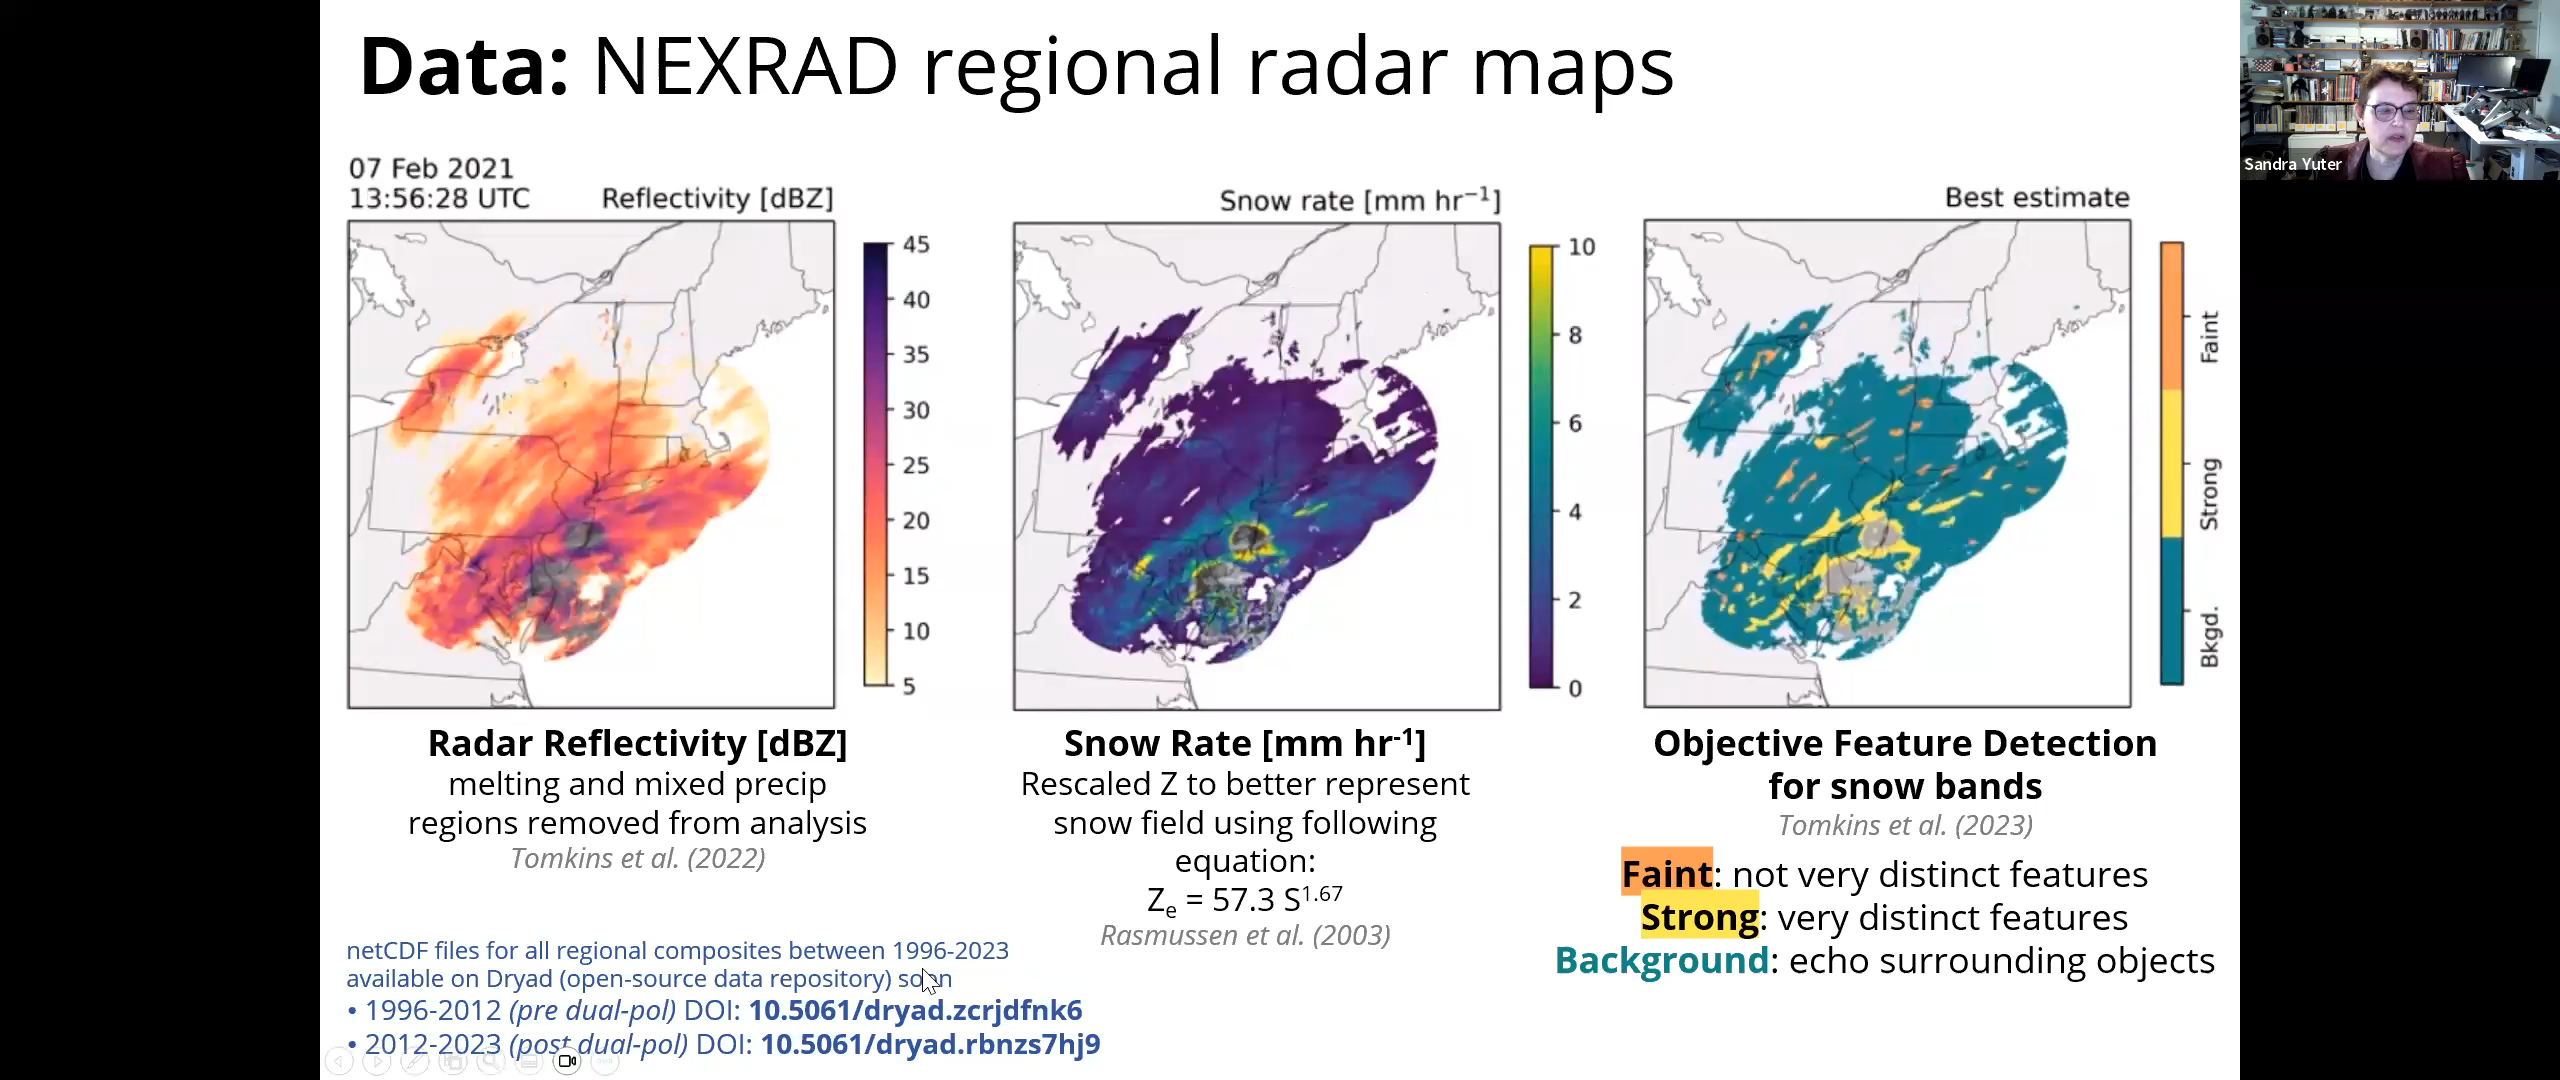 Data: NEXRAD regional radar maps
Sandra Yuter
07 Feb 2021
13:56:28 UTC
Reflectivity [dBZ]
45
40
35
30
25
20
15
10
5
Snow rate [mm hr⁻¹]
10
8
6
4
2
0
Best estimate
Faint
Strong
Bkgd.
Radar Reflectivity [dBZ]
melting and mixed precip
regions removed from analysis
Tomkins et al. (2022)
Snow Rate [mm hr⁻¹]
Rescaled Z to better represent
snow field using following
equation:
Zₑ = 57.3 S¹·⁶⁷
Rasmussen et al. (2003)
Objective Feature Detection
for snow bands
Tomkins et al. (2023)
Faint: not very distinct features
Strong: very distinct features
Background: echo surrounding objects
netCDF files for all regional composites between 1996-2023
available on Dryad (open-source data repository) soon
• 1996-2012 (pre dual-pol) DOI: 10.5061/dryad.zcrjdfnk6
• 2012-2023 (post dual-pol) DOI: 10.5061/dryad.rbnzs7hj9